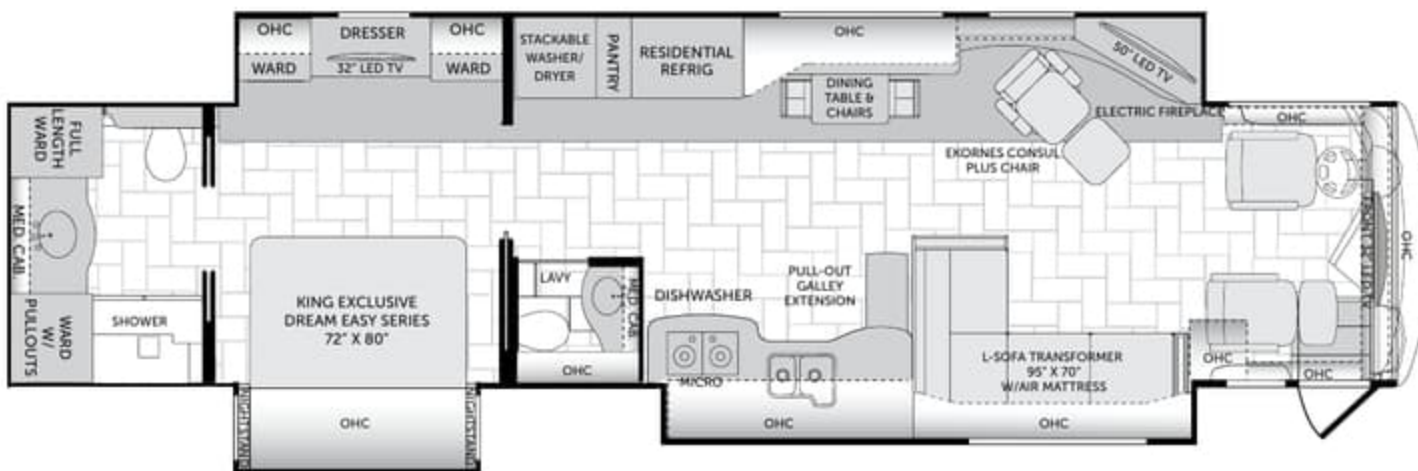 OHC
DRESSER
OHC
WARD
32" LED TV
WARD
STACKABLE
WASHER/
DRYER
PANTRY
RESIDENTIAL
REFRIG
OHC
DINING
TABLE &
CHAIRS
50" LED TV
ELECTRIC FIREPLACE
EKORNES CONSUL
PLUS CHAIR
OHC
FULL
LENGTH
WARD
MED. CAB.
WARD
W/
PULLOUTS
SHOWER
KING EXCLUSIVE
DREAM EASY SERIES
72" X 80"
NIGHTSTAND
OHC
NIGHTSTAND
LAVY
MED CAB
OHC
DISHWASHER
PULL-OUT
GALLEY
EXTENSION
MICRO
OHC
L-SOFA TRANSFORMER
95" X 70"
W/AIR MATTRESS
OHC
OHC
OHC
OHC